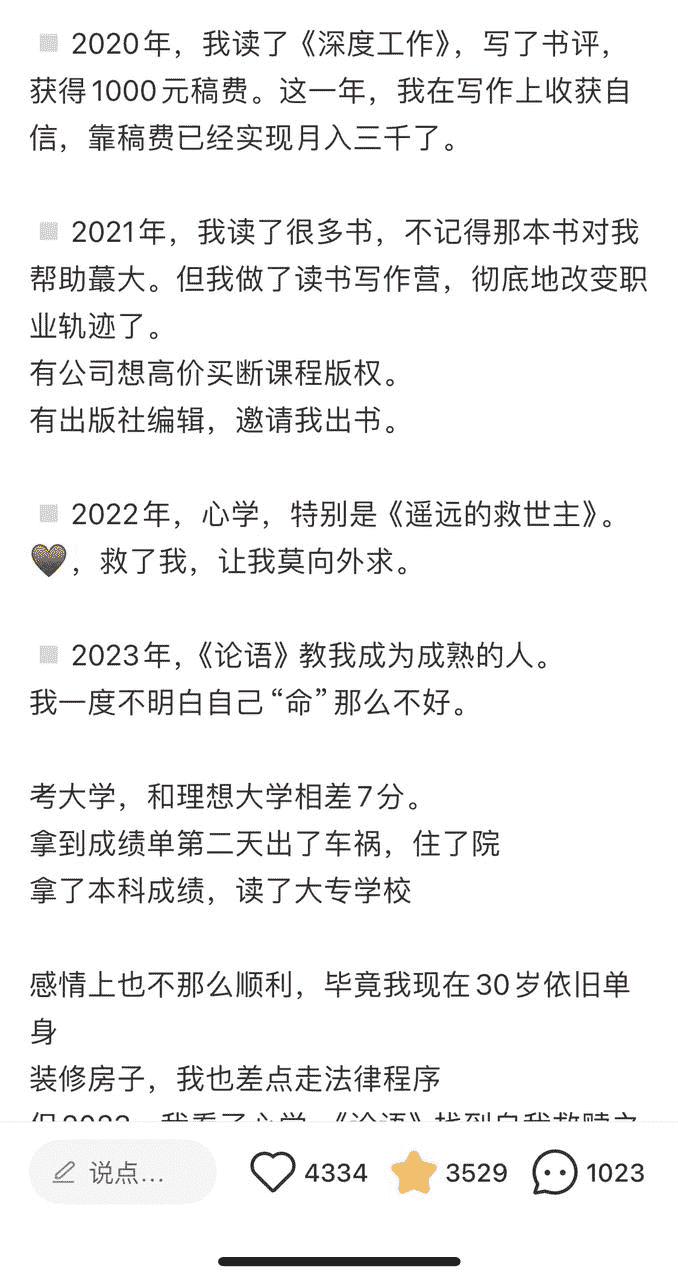 2020年，我读了《深度工作》，写了书评，
获得1000元稿费。这一年，我在写作上收获自
信，靠稿费已经实现月入三千了。
2021年，我读了很多书，不记得那本书对我
帮助蕞大。但我做了读书写作营，彻底地改变职
业轨迹了。
有公司想高价买断课程版权。
有出版社编辑，邀请我出书。
2022年，心学，特别是《遥远的救世主》。
🖤，救了我，让我莫向外求。
2023年，《论语》教我成为成熟的人。
我一度不明白自己“命”那么不好。
考大学，和理想大学相差7分。
拿到成绩单第二天出了车祸，住了院
拿了本科成绩，读了大专学校
感情上也不那么顺利，毕竟我现在30岁依旧单
身
装修房子，我也差点走法律程序
说点...
4334
3529
1023